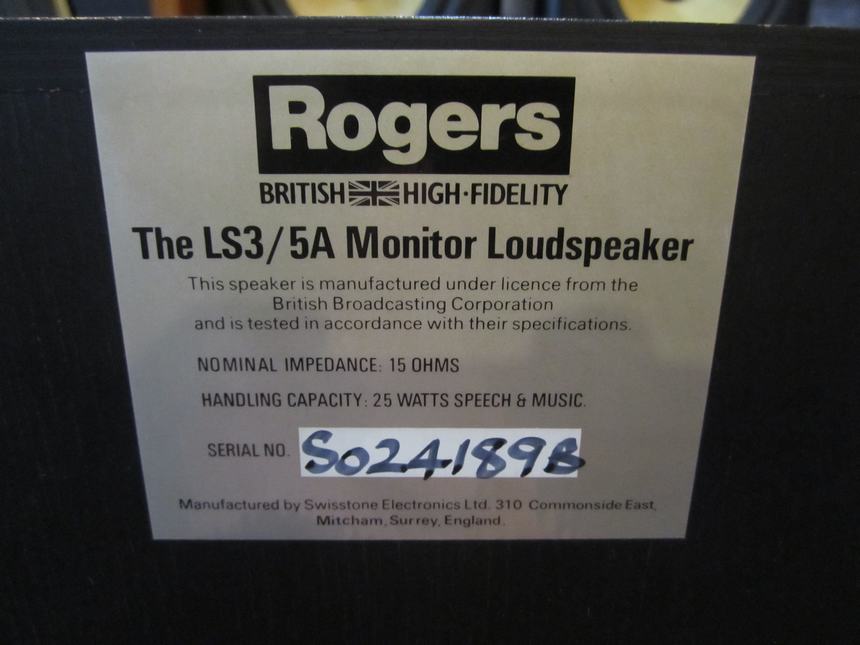 Rogers
BRITISH HIGH·FIDELITY
The LS3/5A Monitor Loudspeaker
This speaker is manufactured under licence from the
British Broadcasting Corporation
and is tested in accordance with their specifications.
NOMINAL IMPEDANCE: 15 OHMS
HANDLING CAPACITY: 25 WATTS SPEECH & MUSIC.
SERIAL NO. S024189B
Manufactured by Swisstone Electronics Ltd. 310 Commonside East,
Mitcham, Surrey, England.